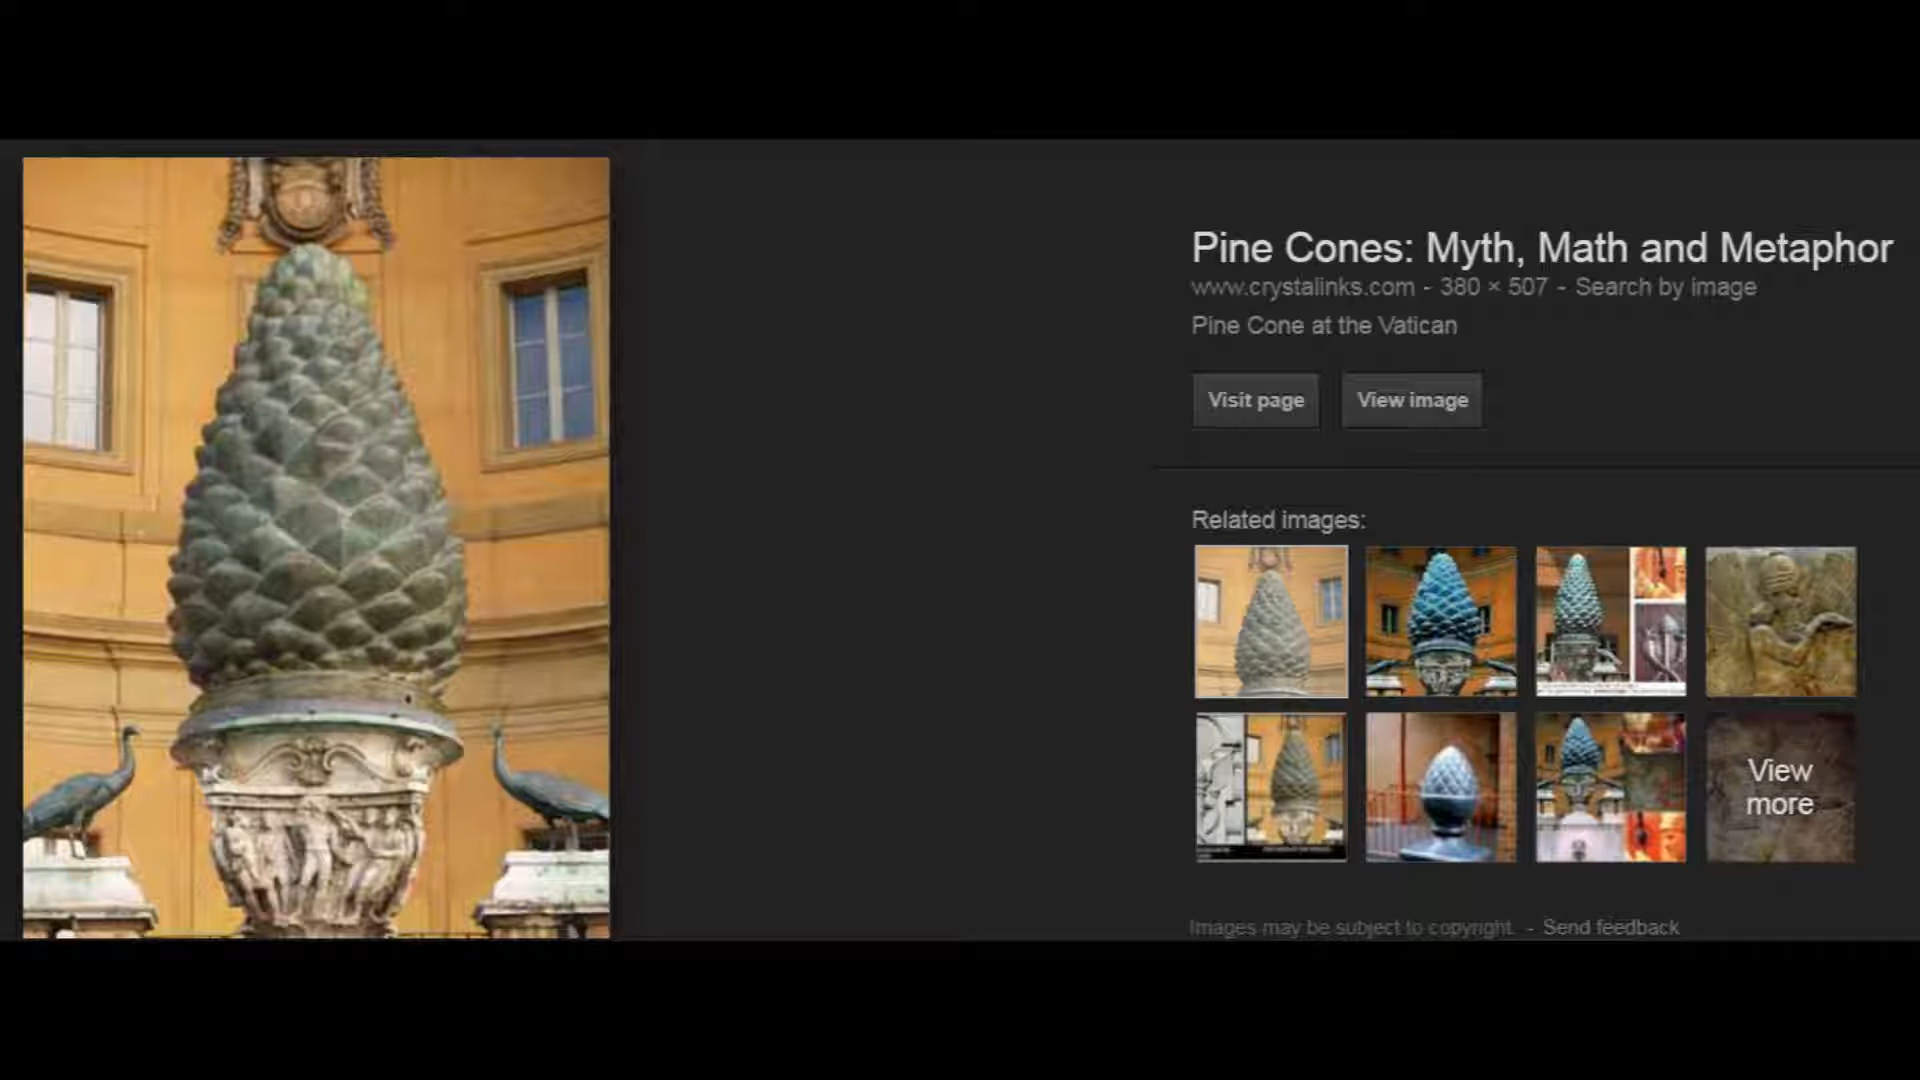 Pine Cones: Myth, Math and Metaphor
www.crystalinks.com - 380 × 507 - Search by image
Pine Cone at the Vatican
Visit page
View image
Related images:
View
more
Images may be subject to copyright. - Send feedback